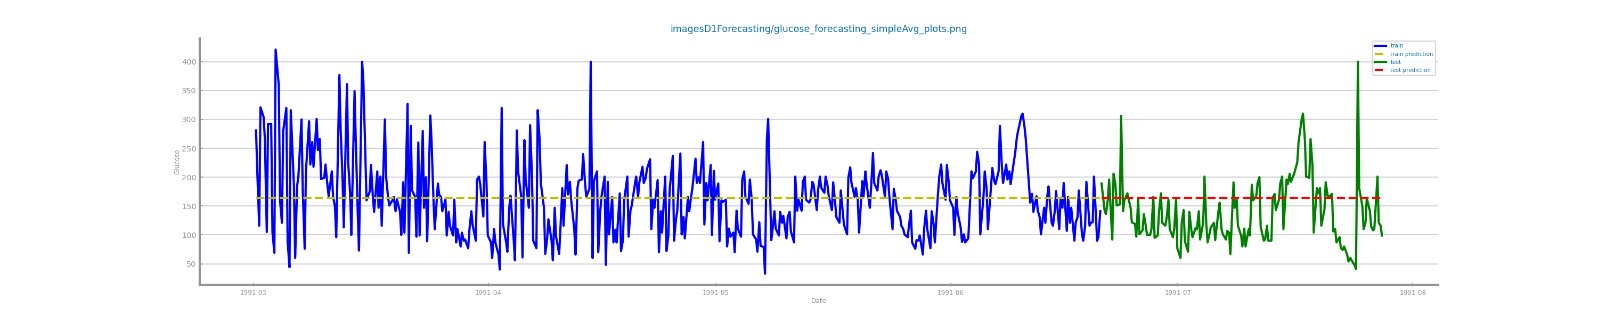 imagesD1Forecasting/glucose_forecasting_simpleAvg_plots.png
train
train prediction
test
test prediction
400
350
300
250
200
150
100
50
Glucose
1991-03
1991-04
1991-05
1991-06
1991-07
1991-08
Date